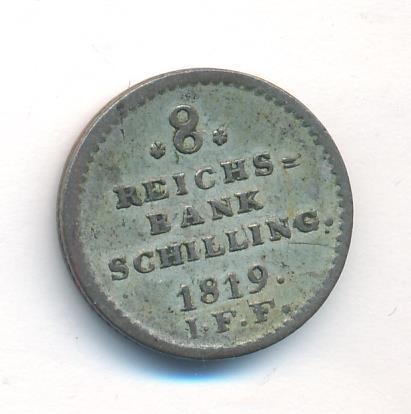 *8*
REICHS=
BANK
SCHILLING.
1819.
I.F.F.